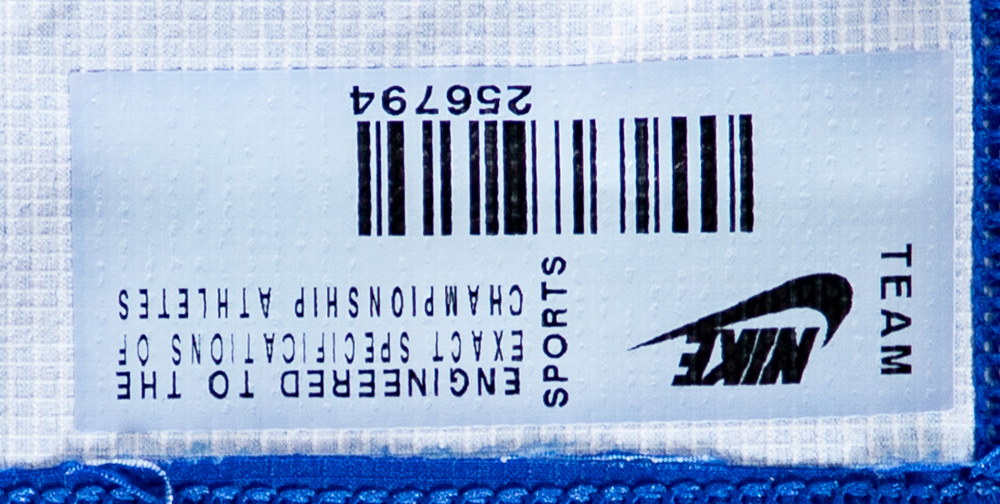 TEAM
NIKE
SPORTS
ENGINEERED TO THE
EXACT SPECIFICATIONS OF
CHAMPIONSHIP ATHLETES
256794